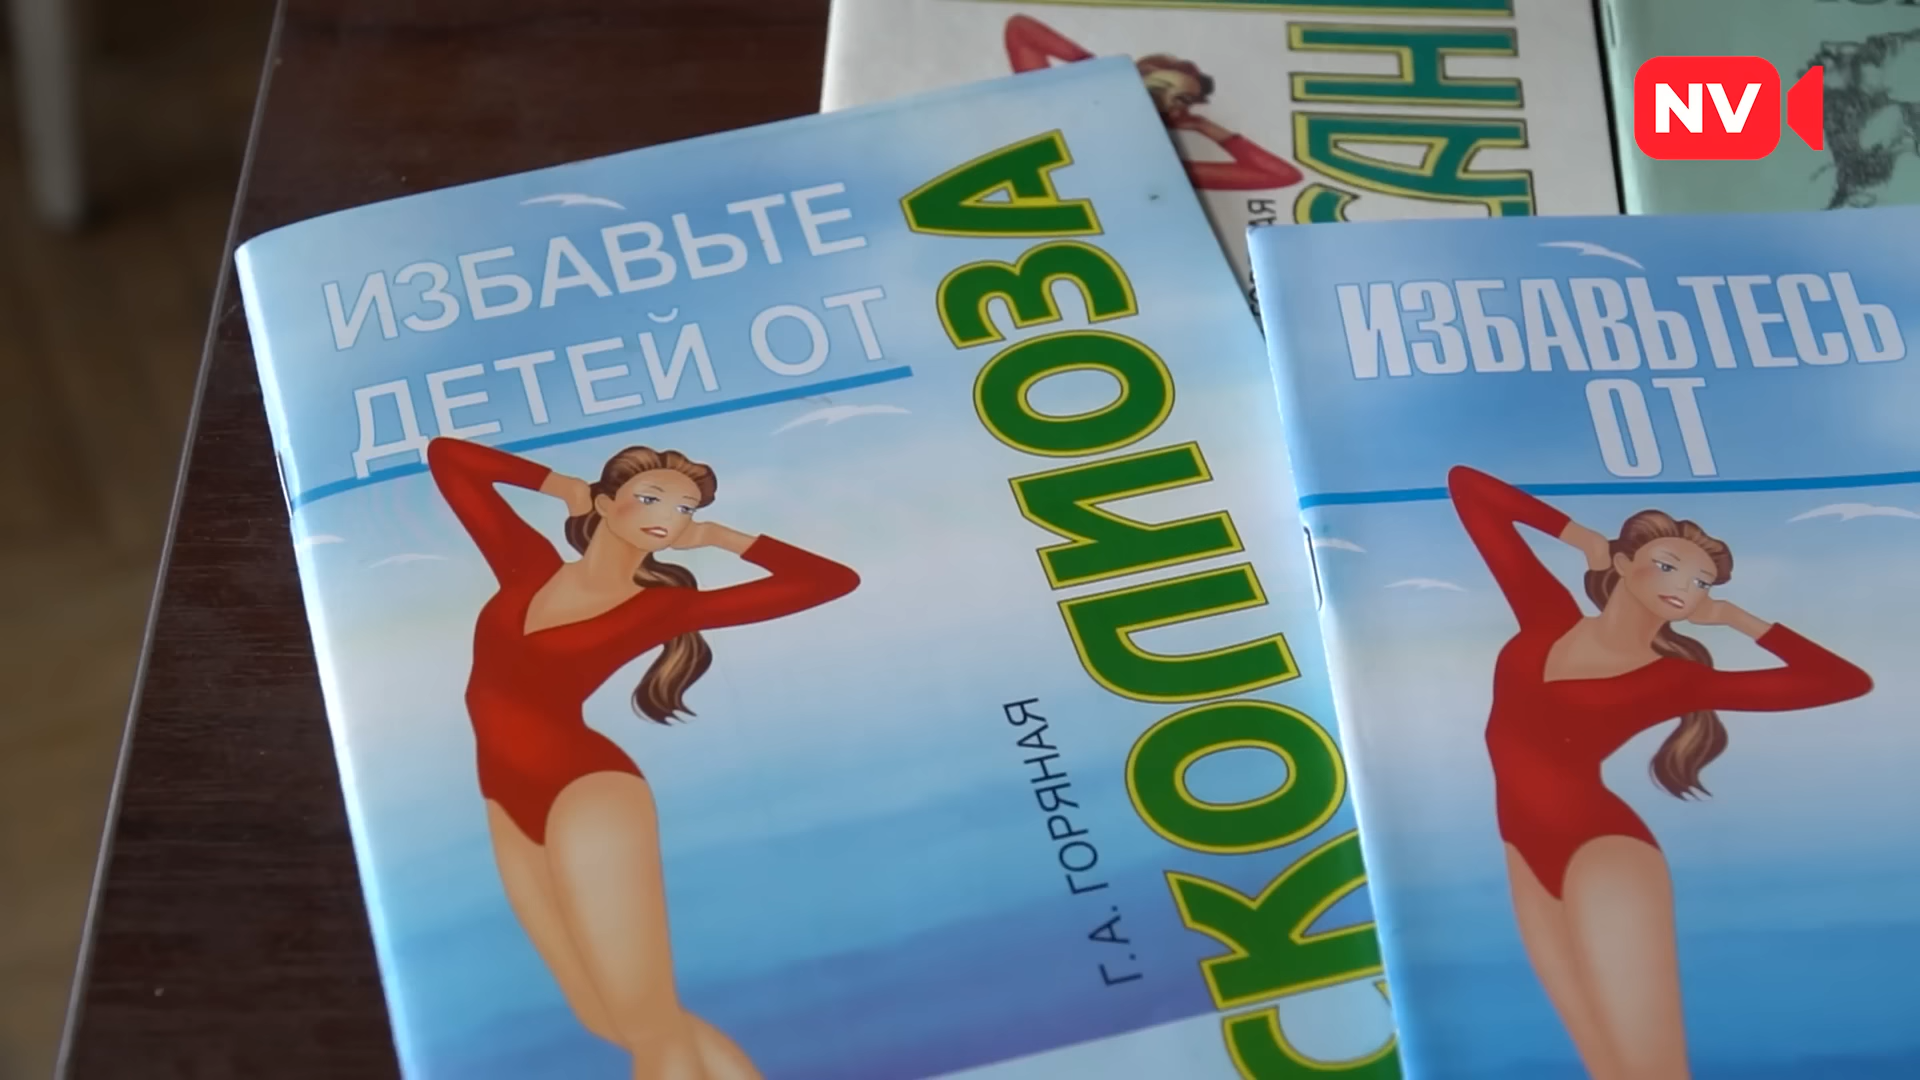 ИЗБАВЬТЕ
ДЕТЕЙ ОТ
СКОЛИОЗА
Г. А. ГОРЯНАЯ
ИЗБАВЬТЕСЬ
ОТ
NV